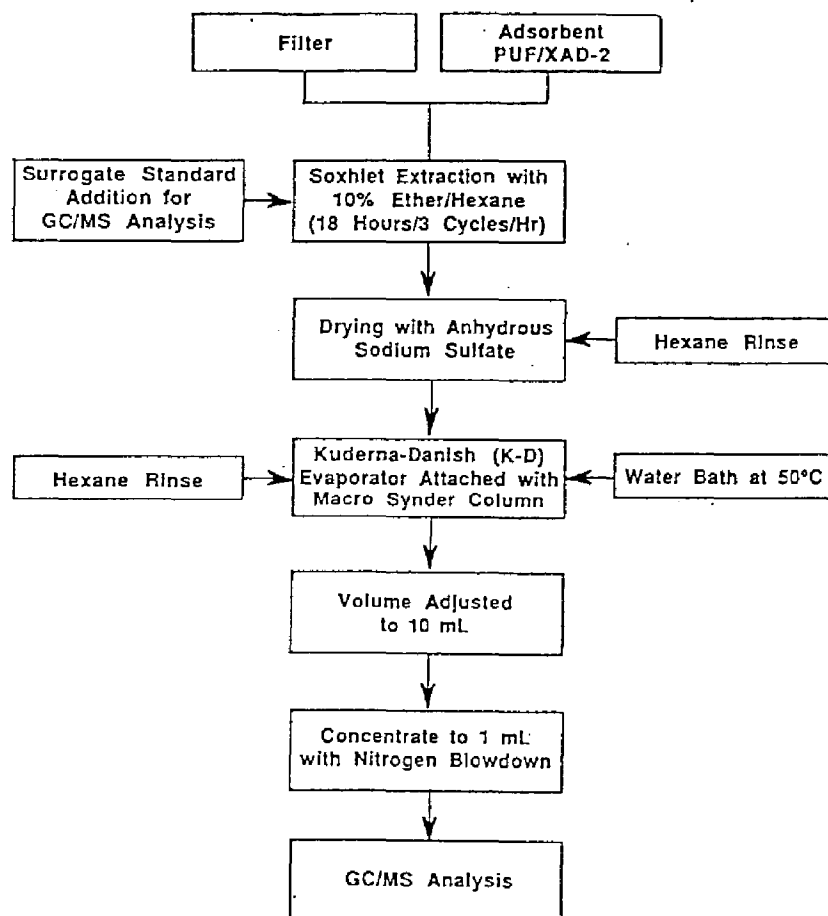 Filter
Adsorbent
PUF/XAD-2
Surrogate Standard
Addition for
GC/MS Analysis
Soxhlet Extraction with
10% Ether/Hexane
(18 Hours/3 Cycles/Hr)
Drying with Anhydrous
Sodium Sulfate
Hexane Rinse
Hexane Rinse
Kuderna-Danish (K-D)
Evaporator Attached with
Macro Synder Column
Water Bath at 50°C
Volume Adjusted
to 10 mL
Concentrate to 1 mL
with Nitrogen Blowdown
GC/MS Analysis